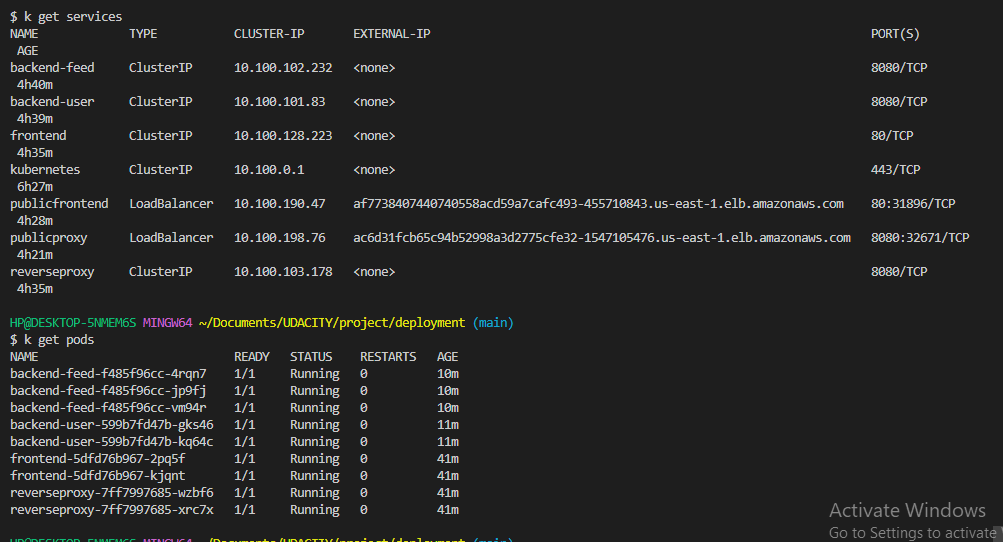 $ k get services
NAME TYPE CLUSTER-IP EXTERNAL-IP PORT(S)
AGE
backend-feed ClusterIP 10.100.102.232 <none> 8080/TCP
4h40m
backend-user ClusterIP 10.100.101.83 <none> 8080/TCP
4h39m
frontend ClusterIP 10.100.128.223 <none> 80/TCP
4h35m
kubernetes ClusterIP 10.100.0.1 <none> 443/TCP
6h27m
publicfrontend LoadBalancer 10.100.190.47 af7738407440740558acd59a7cafc493-455710843.us-east-1.elb.amazonaws.com 80:31896/TCP
4h28m
publicproxy LoadBalancer 10.100.198.76 ac6d31fcb65c94b52998a3d2775cfe32-1547105476.us-east-1.elb.amazonaws.com 8080:32671/TCP
4h21m
reverseproxy ClusterIP 10.100.103.178 <none> 8080/TCP
4h35m
HP@DESKTOP-5NMEM6S MINGW64 ~/Documents/UDACITY/project/deployment (main)
$ k get pods
NAME READY STATUS RESTARTS AGE
backend-feed-f485f96cc-4rqn7 1/1 Running 0 10m
backend-feed-f485f96cc-jp9fj 1/1 Running 0 10m
backend-feed-f485f96cc-vm94r 1/1 Running 0 10m
backend-user-599b7fd47b-gks46 1/1 Running 0 11m
backend-user-599b7fd47b-kq64c 1/1 Running 0 11m
frontend-5dfd76b967-2pq5f 1/1 Running 0 41m
frontend-5dfd76b967-kjqnt 1/1 Running 0 41m
reverseproxy-7ff7997685-wzbf6 1/1 Running 0 41m
reverseproxy-7ff7997685-xrc7x 1/1 Running 0 41m
Activate Windows
Go to Settings to activate
HP@DESKTOP-5NMEM6S MINGW64 ~/Documents/UDACITY/project/deployment (main)